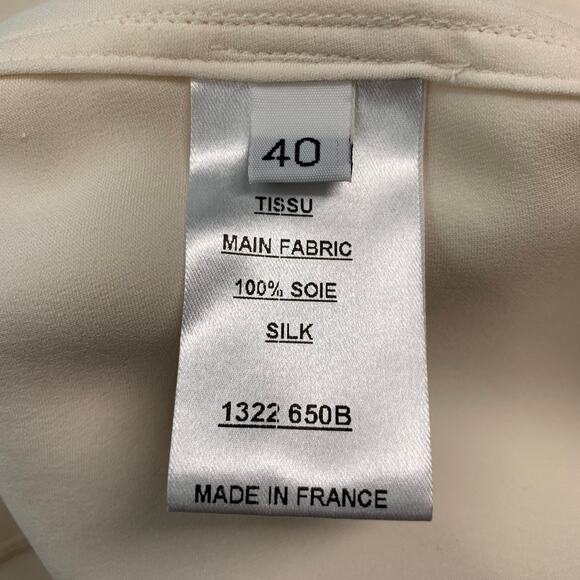 40
TISSU
MAIN FABRIC
100% SOIE
SILK
1322 650B
MADE IN FRANCE